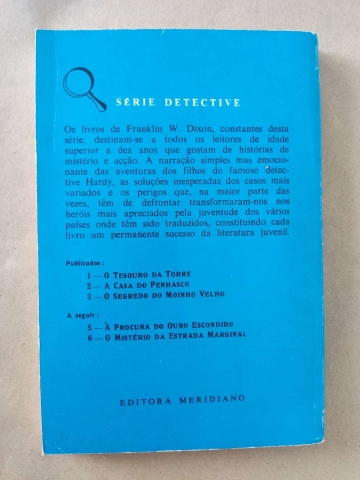 SÉRIE DETECTIVE
Os livros de Franklin W. Dixon, constantes desta
série, destinam-se a todos os leitores de idade
superior a dez anos que gostam de histórias de
mistério e acção. A narração simples mas emocio-
nante das aventuras dos filhos do famoso detec-
tive Hardy, as soluções inesperadas dos casos mais
variados e os perigos que, na maior parte das
vezes, têm de defrontar transformaram-nos nos
heróis mais apreciados pela juventude dos vários
países onde têm sido traduzidos, constituindo cada
livro um permanente sucesso da literatura juvenil.
Publicados:
1 — O TESOURO DA TORRE
2 — A CASA DO PENHASCO
3 — O SEGREDO DO MOINHO VELHO
A seguir:
5 — À PROCURA DO OURO ESCONDIDO
6 — O MISTÉRIO DA ESTRADA MARGINAL
EDITORA MERIDIANO